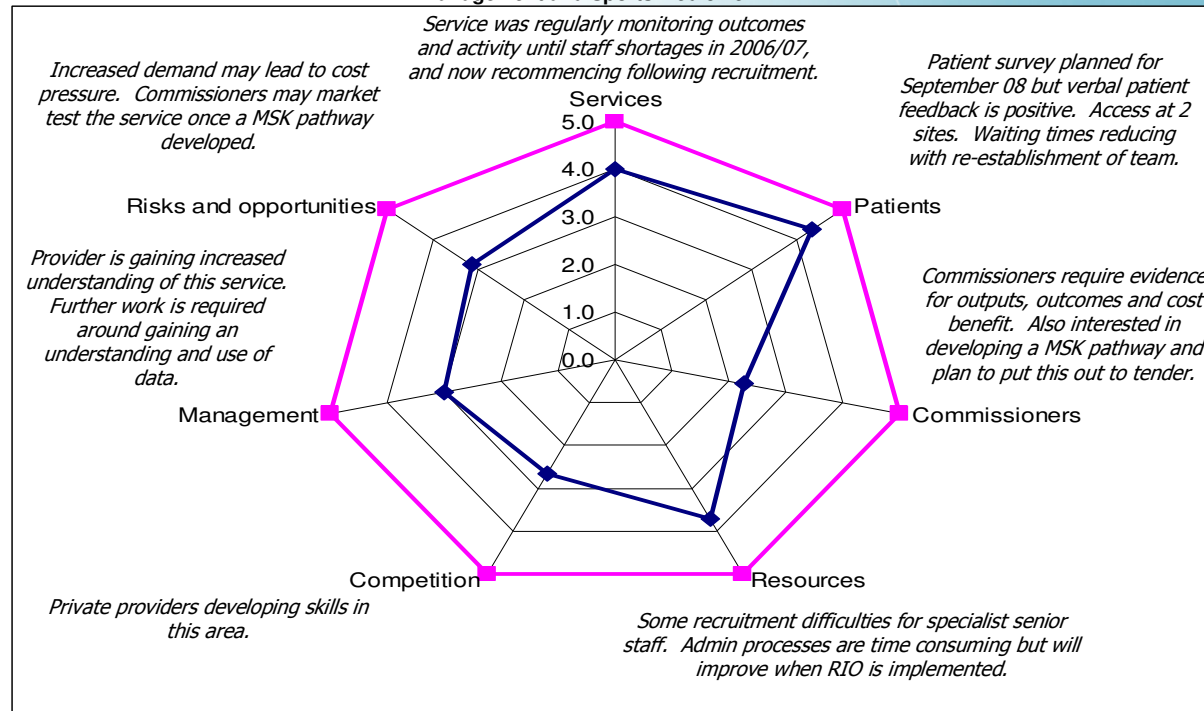 Service was regularly monitoring outcomes
and activity until staff shortages in 2006/07,
and now recommencing following recruitment.
Increased demand may lead to cost
pressure. Commissioners may market
test the service once a MSK pathway
developed.
Patient survey planned for
September 08 but verbal patient
feedback is positive. Access at 2
sites. Waiting times reducing
with re-establishment of team.
Services
5.0
4.0
3.0
2.0
1.0
0.0
Risks and opportunities
Patients
Provider is gaining increased
understanding of this service.
Further work is required
around gaining an
understanding and use of
data.
Commissioners require evidence
for outputs, outcomes and cost
benefit. Also interested in
developing a MSK pathway and
plan to put this out to tender.
Management
Commissioners
Competition
Resources
Private providers developing skills in
this area.
Some recruitment difficulties for specialist senior
staff. Admin processes are time consuming but will
improve when RIO is implemented.